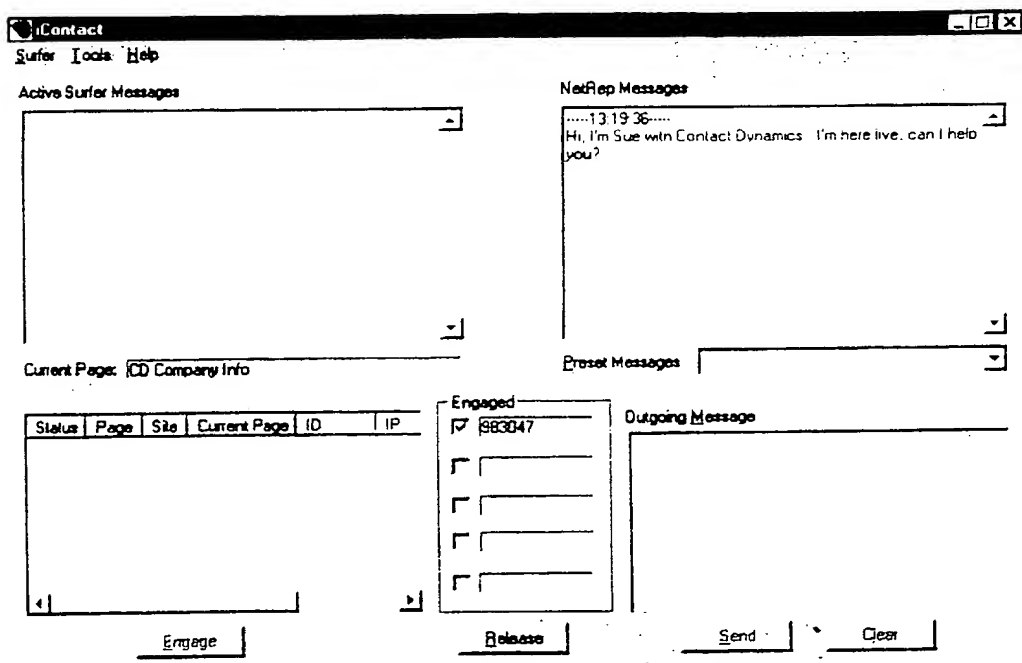 iContact
Surfer Tools Help
Active Surfer Messages
NetRep Messages
-----13:19:36-----
Hi, I'm Sue with Contact Dynamics. I'm here live, can I help
you?
Current Page: CD Company Info
Preset Messages
Status Page Site Current Page ID IP
Engaged
983047
Outgoing Message
Engage
Release
Send
Clear